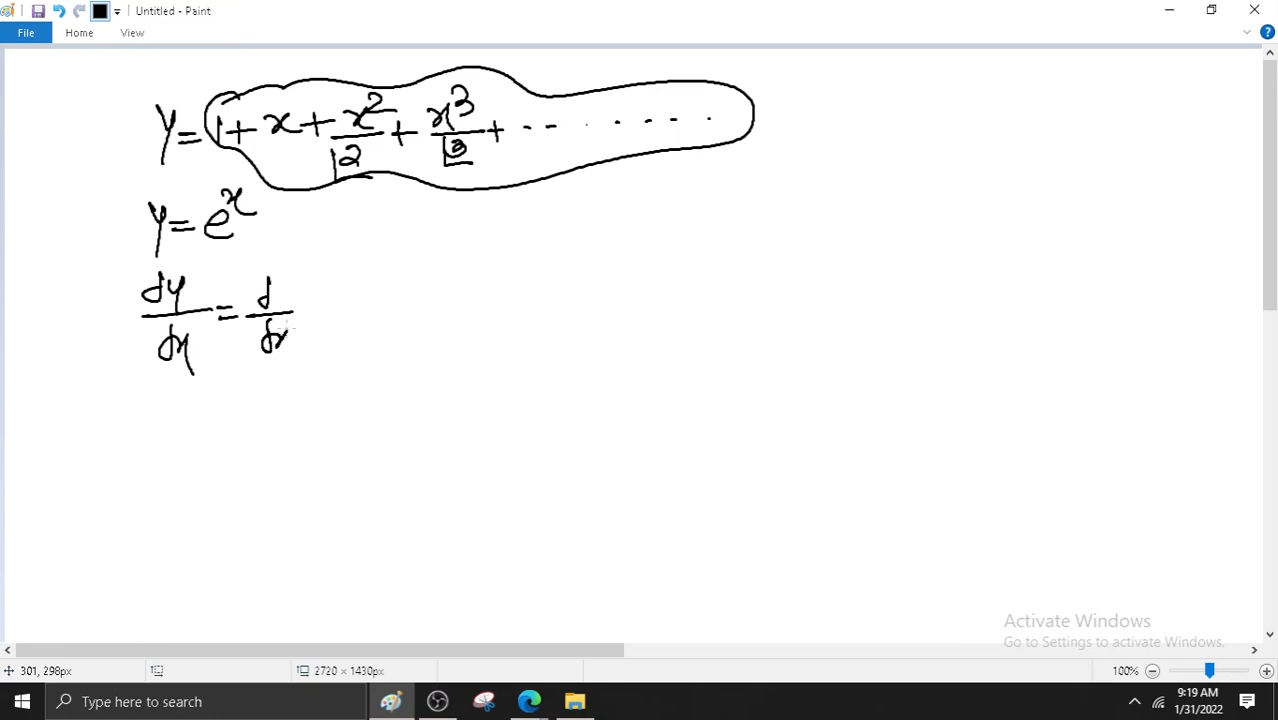 Untitled - Paint
File Home View
y = 1 + x + x²/|2 + x³/|3 + -- . . . . .
y = eˣ
dy/dx = d/dx
Activate Windows
Go to Settings to activate Windows.
301, 298px
2720 × 1430px
100%
Type here to search
9:19 AM
1/31/2022